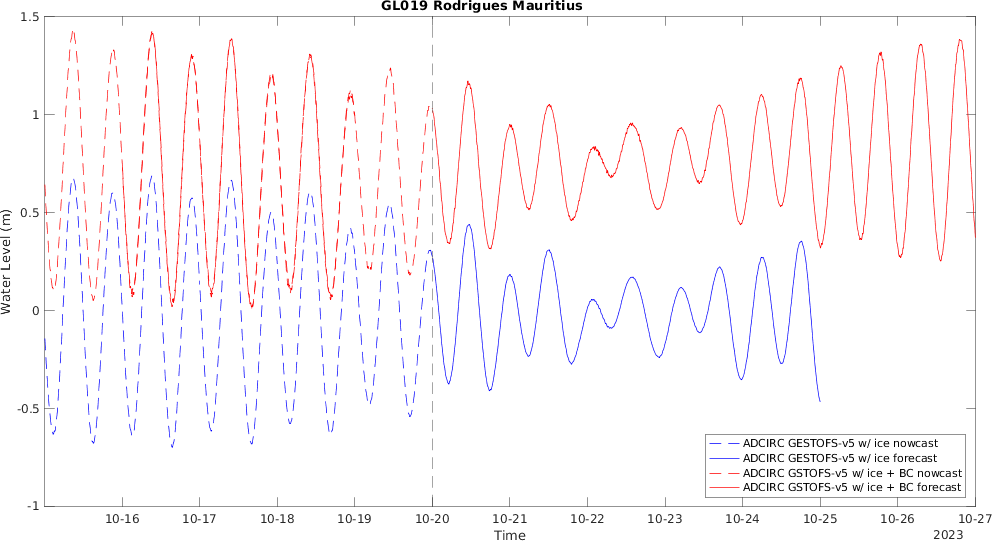 GL019 Rodrigues Mauritius
1.5
1
0.5
0
-0.5
-1
Water Level (m)
10-16
10-17
10-18
10-19
10-20
10-21
10-22
10-23
10-24
10-25
10-26
10-27
Time
2023
ADCIRC GESTOFS-v5 w/ ice nowcast
ADCIRC GESTOFS-v5 w/ ice forecast
ADCIRC GSTOFS-v5 w/ ice + BC nowcast
ADCIRC GSTOFS-v5 w/ ice + BC forecast